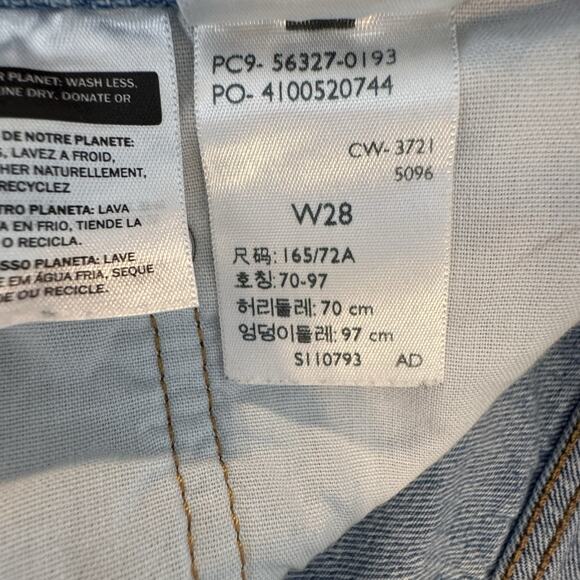 R PLANET: WASH LESS,
INE DRY. DONATE OR
DE NOTRE PLANETE:
S, LAVEZ A FROID,
HER NATURELLEMENT,
RECYCLEZ
TRO PLANETA: LAVA
A EN FRIO, TIENDE LA
O RECICLA.
SSO PLANETA: LAVE
E EM ÁGUA FRIA, SEQUE
DE OU RECICLE.
PC9- 56327-0193
PO- 4100520744
CW- 3721
5096
W28
尺码: 165/72A
호칭: 70-97
허리둘레: 70 cm
엉덩이둘레: 97 cm
S110793 AD